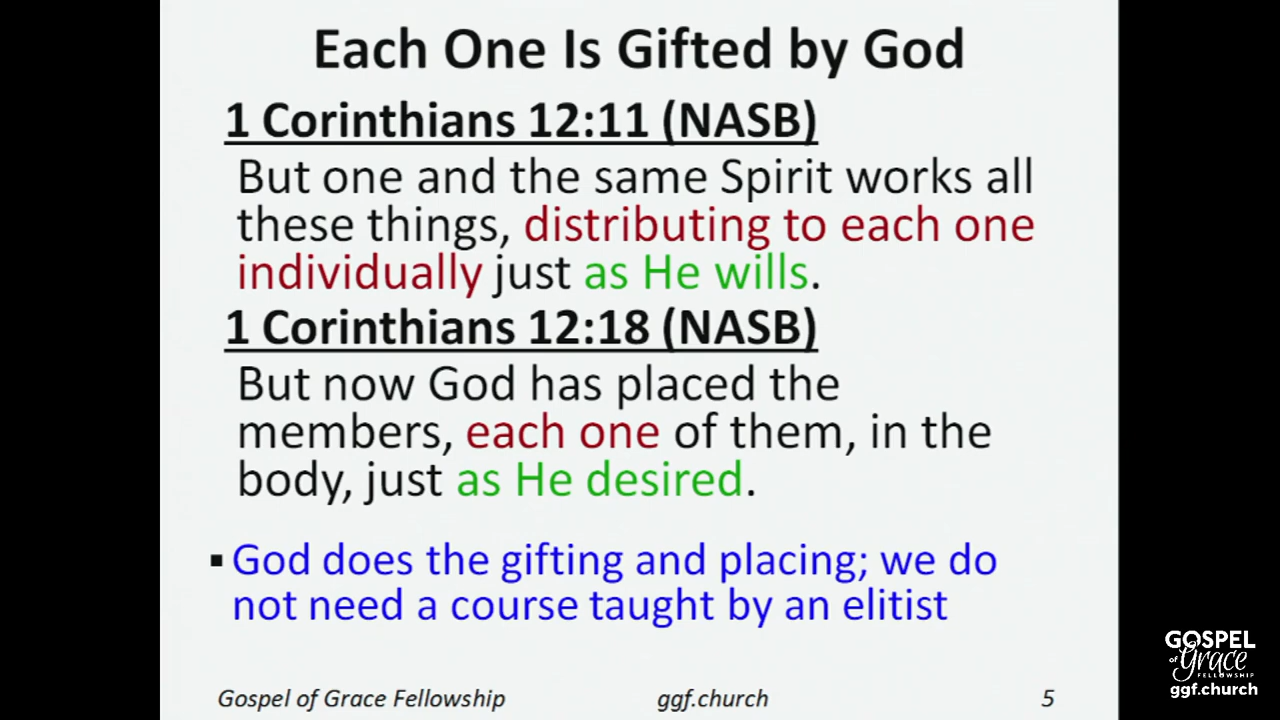 Each One Is Gifted by God
1 Corinthians 12:11 (NASB)
But one and the same Spirit works all
these things, distributing to each one
individually just as He wills.
1 Corinthians 12:18 (NASB)
But now God has placed the
members, each one of them, in the
body, just as He desired.
▪ God does the gifting and placing; we do
not need a course taught by an elitist
Gospel of Grace Fellowship ggf.church 5
GOSPEL
of Grace
FELLOWSHIP
ggf.church